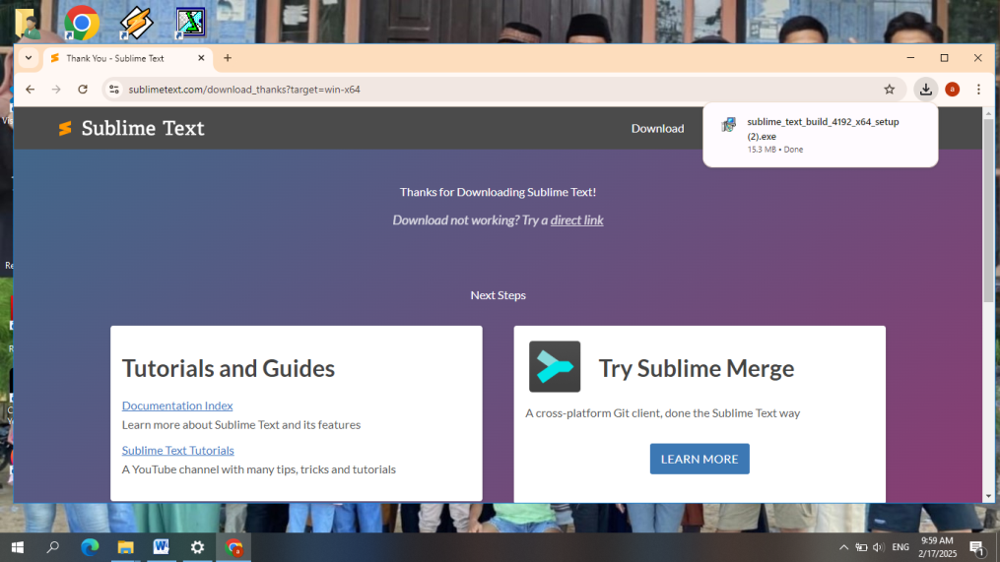 Thank You - Sublime Text
sublimetext.com/download_thanks?target=win-x64
a
Sublime Text
Download
sublime_text_build_4192_x64_setup
(2).exe
15.3 MB • Done
Thanks for Downloading Sublime Text!
Download not working? Try a direct link
Re
Next Steps
Tutorials and Guides
Documentation Index
Learn more about Sublime Text and its features
Sublime Text Tutorials
A YouTube channel with many tips, tricks and tutorials
Try Sublime Merge
A cross-platform Git client, done the Sublime Text way
LEARN MORE
ENG
9:59 AM
2/17/2025
1